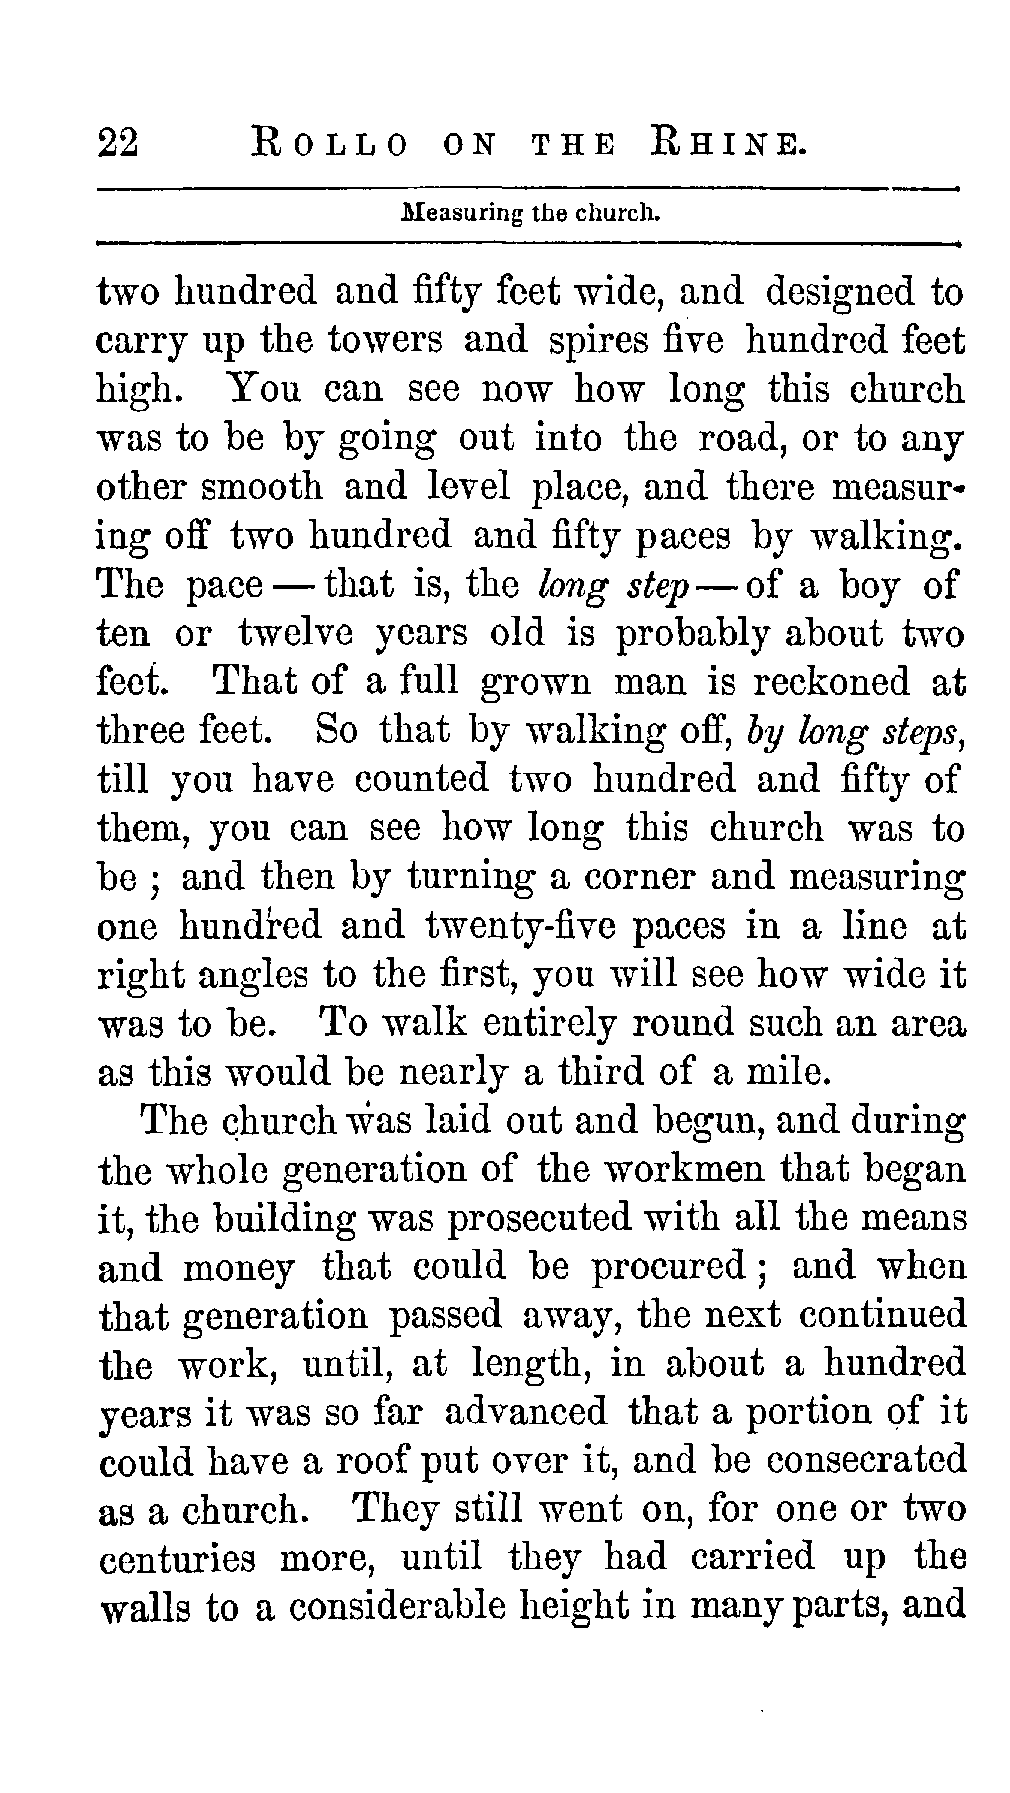 22 ROLLO ON THE RHINE.
Measuring the church.
two hundred and fifty feet wide, and designed to
carry up the towers and spires five hundred feet
high. You can see now how long this church
was to be by going out into the road, or to any
other smooth and level place, and there measur-
ing off two hundred and fifty paces by walking.
The pace — that is, the long step — of a boy of
ten or twelve years old is probably about two
feet. That of a full grown man is reckoned at
three feet. So that by walking off, by long steps,
till you have counted two hundred and fifty of
them, you can see how long this church was to
be ; and then by turning a corner and measuring
one hundred and twenty-five paces in a line at
right angles to the first, you will see how wide it
was to be. To walk entirely round such an area
as this would be nearly a third of a mile.
The church was laid out and begun, and during
the whole generation of the workmen that began
it, the building was prosecuted with all the means
and money that could be procured ; and when
that generation passed away, the next continued
the work, until, at length, in about a hundred
years it was so far advanced that a portion of it
could have a roof put over it, and be consecrated
as a church. They still went on, for one or two
centuries more, until they had carried up the
walls to a considerable height in many parts, and